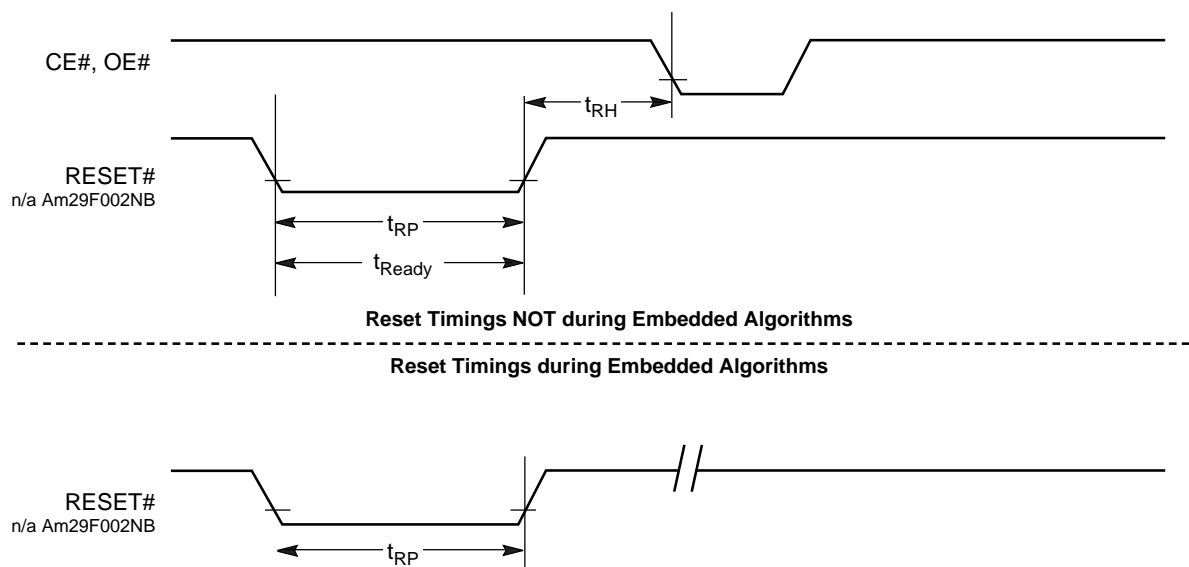 CE#, OE#
tRH
RESET#
n/a Am29F002NB
tRP
tReady
Reset Timings NOT during Embedded Algorithms
Reset Timings during Embedded Algorithms
RESET#
n/a Am29F002NB
tRP